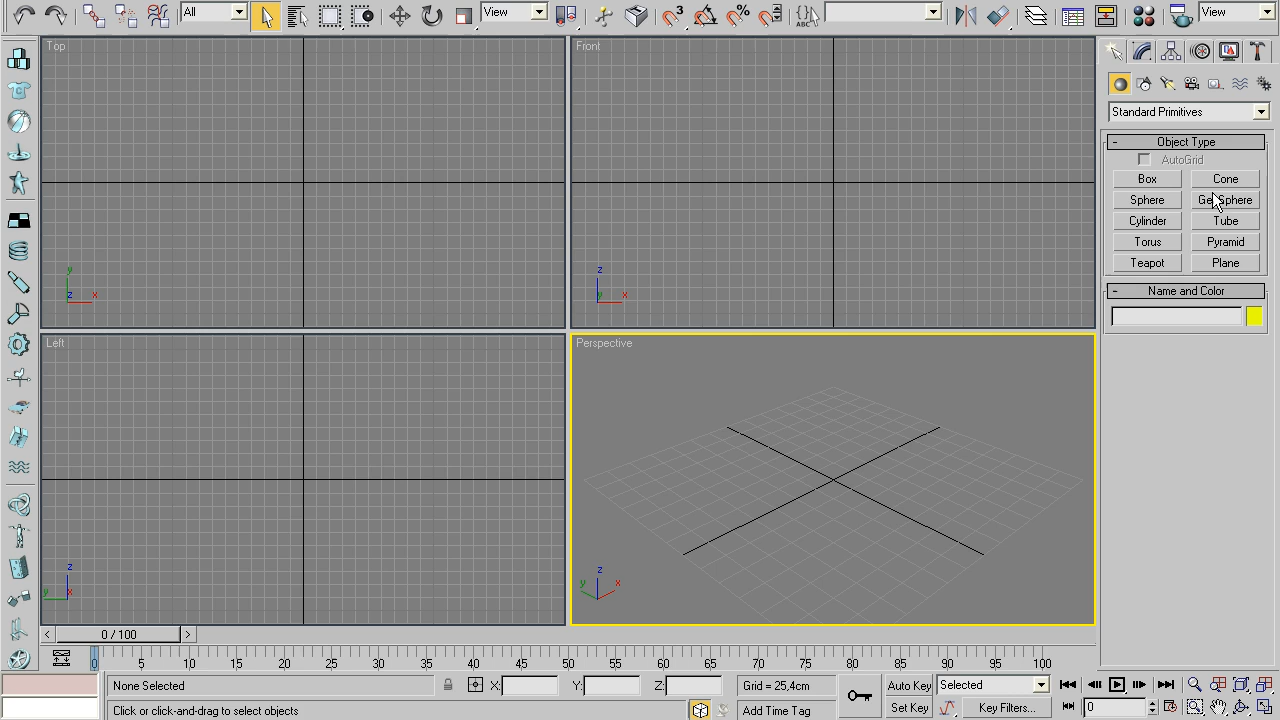 All
View
3
%
{}
ABC
View
Top
Front
Standard Primitives
- Object Type
AutoGrid
Box Cone
Sphere
Cylinder Tube
Torus Pyramid
Teapot Plane
- Name and Color
y
z x
z
y x
Left
Perspective
z
y x
z
y x
< 0 / 100 >
0 5 10 15 20 25 30 35 40 45 50 55 60 65 70 75 80 85 90 95 100
None Selected X: Y: Z: Grid = 25,4cm Auto Key Selected
Click or click-and-drag to select objects Add Time Tag Set Key Key Filters... 0